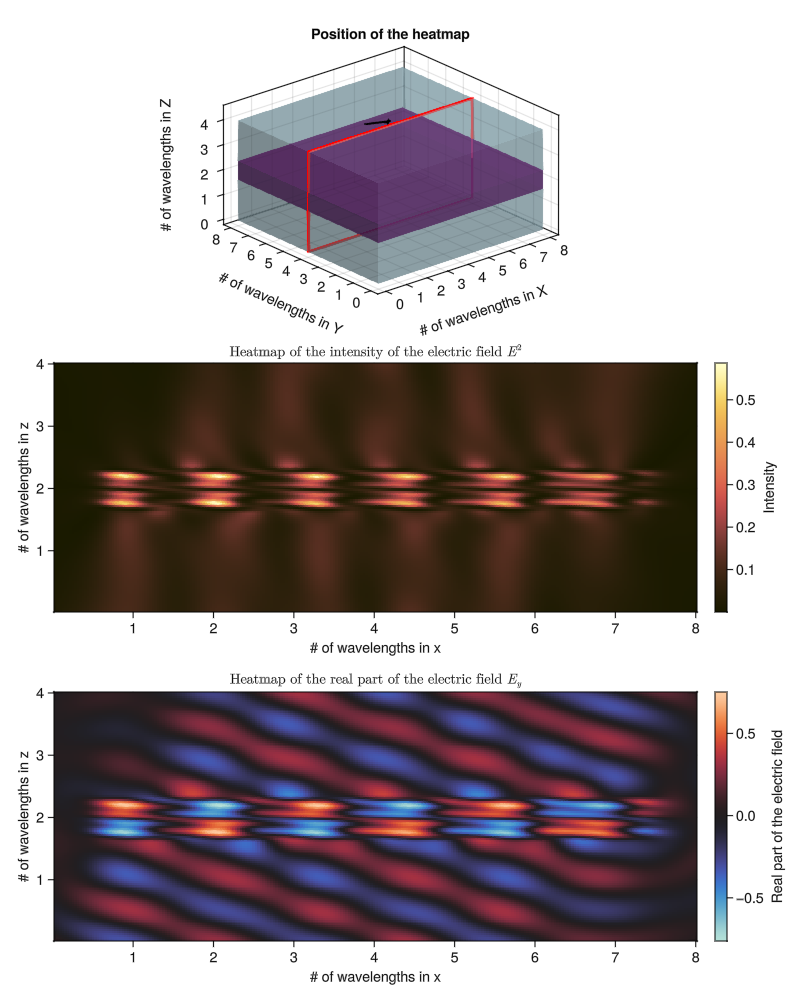 Position of the heatmap
# of wavelengths in Z
4
3
2
1
0
8
7
6
5
4
3
2
1
0
# of wavelengths in Y
0
1
2
3
4
5
6
7
8
# of wavelengths in X
Heatmap of the intensity of the electric field E²
# of wavelengths in z
4
3
2
1
1 2 3 4 5 6 7 8
# of wavelengths in x
0.5
0.4
0.3
0.2
0.1
Intensity
Heatmap of the real part of the electric field E_y
# of wavelengths in z
4
3
2
1
1 2 3 4 5 6 7 8
# of wavelengths in x
0.5
0.0
−0.5
Real part of the electric field